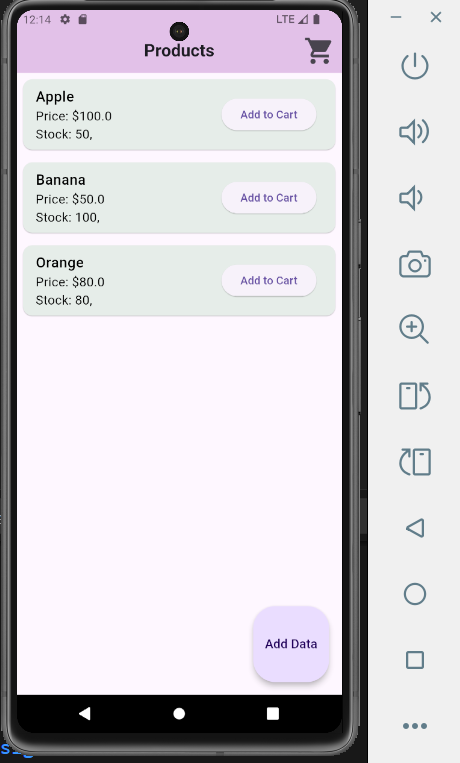 12:14 LTE
Products
Apple
Price: $100.0
Stock: 50,
Add to Cart
Banana
Price: $50.0
Stock: 100,
Add to Cart
Orange
Price: $80.0
Stock: 80,
Add to Cart
Add Data